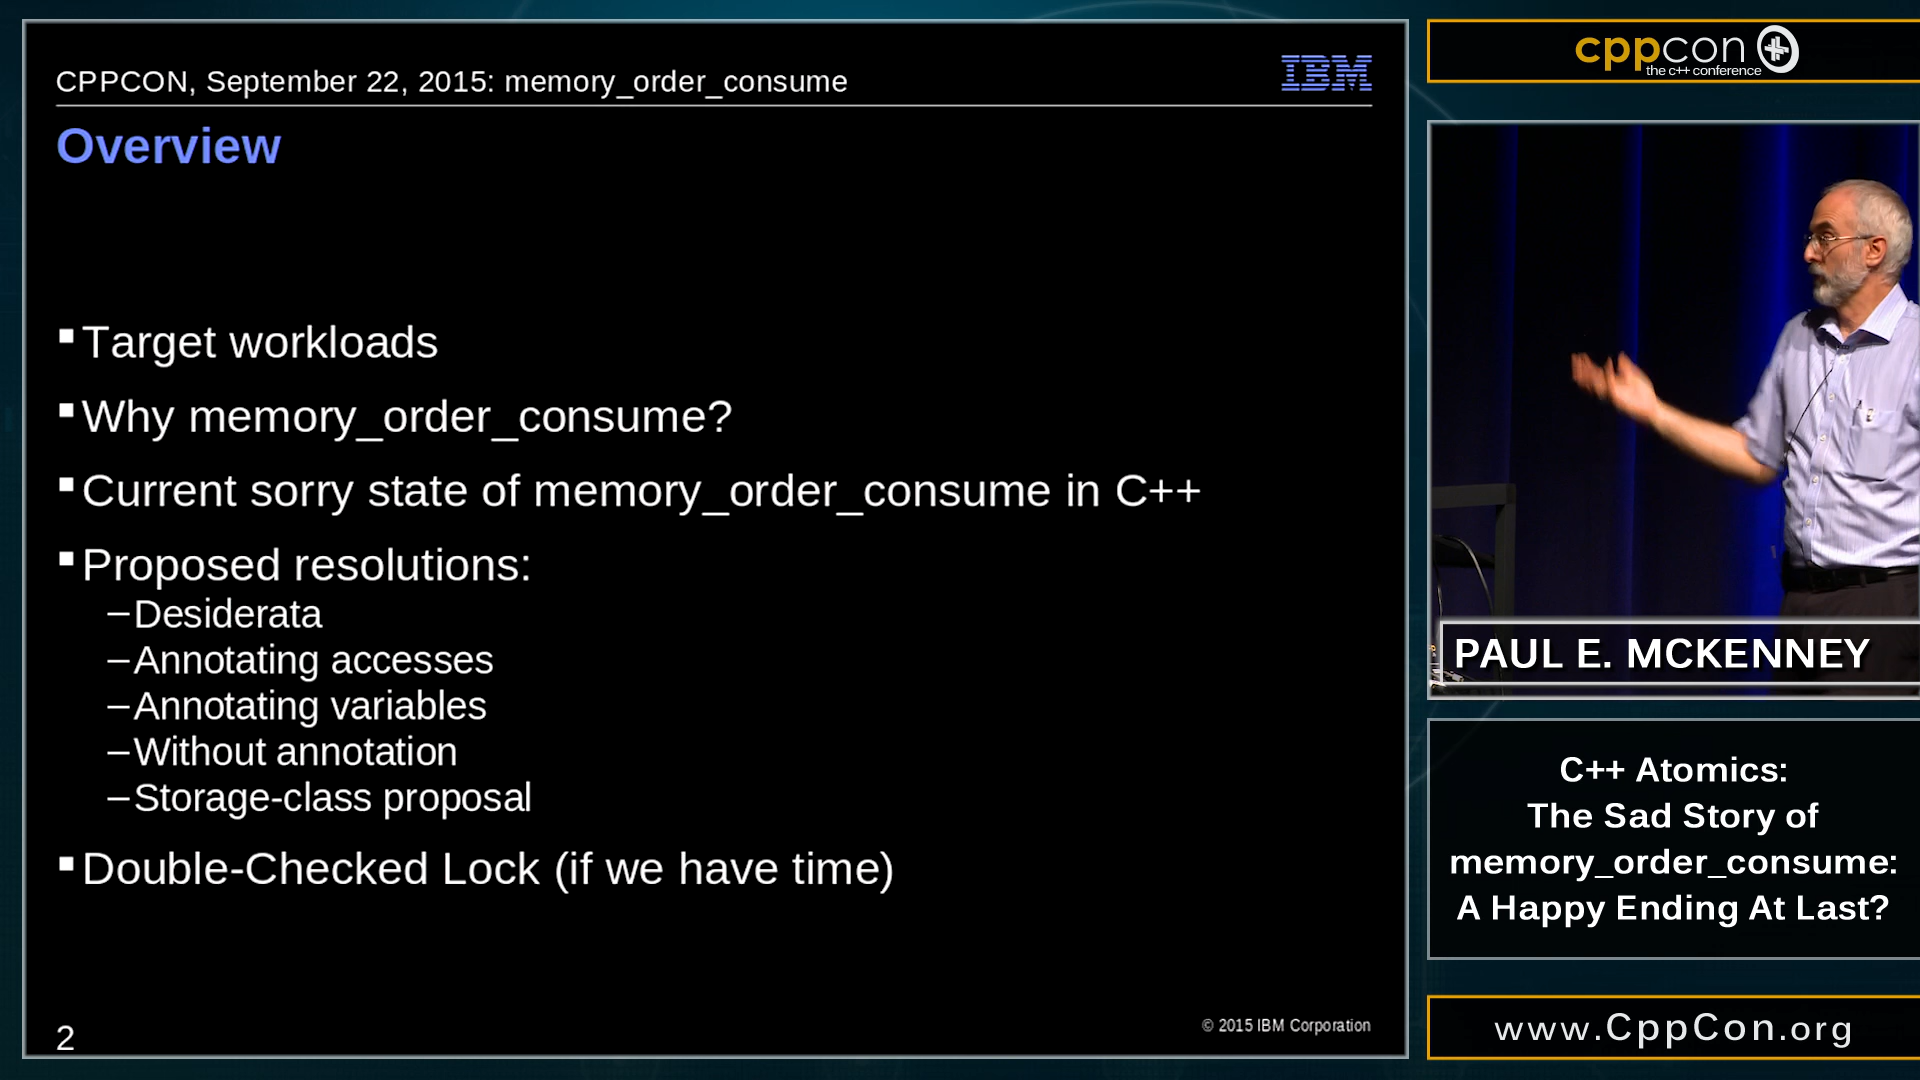 CPPCON, September 22, 2015: memory_order_consume
IBM
Overview
Target workloads
Why memory_order_consume?
Current sorry state of memory_order_consume in C++
Proposed resolutions:
–Desiderata
–Annotating accesses
–Annotating variables
–Without annotation
–Storage-class proposal
Double-Checked Lock (if we have time)
2
© 2015 IBM Corporation
cppcon
the c++ conference
PAUL E. MCKENNEY
C++ Atomics:
The Sad Story of
memory_order_consume:
A Happy Ending At Last?
www.CppCon.org